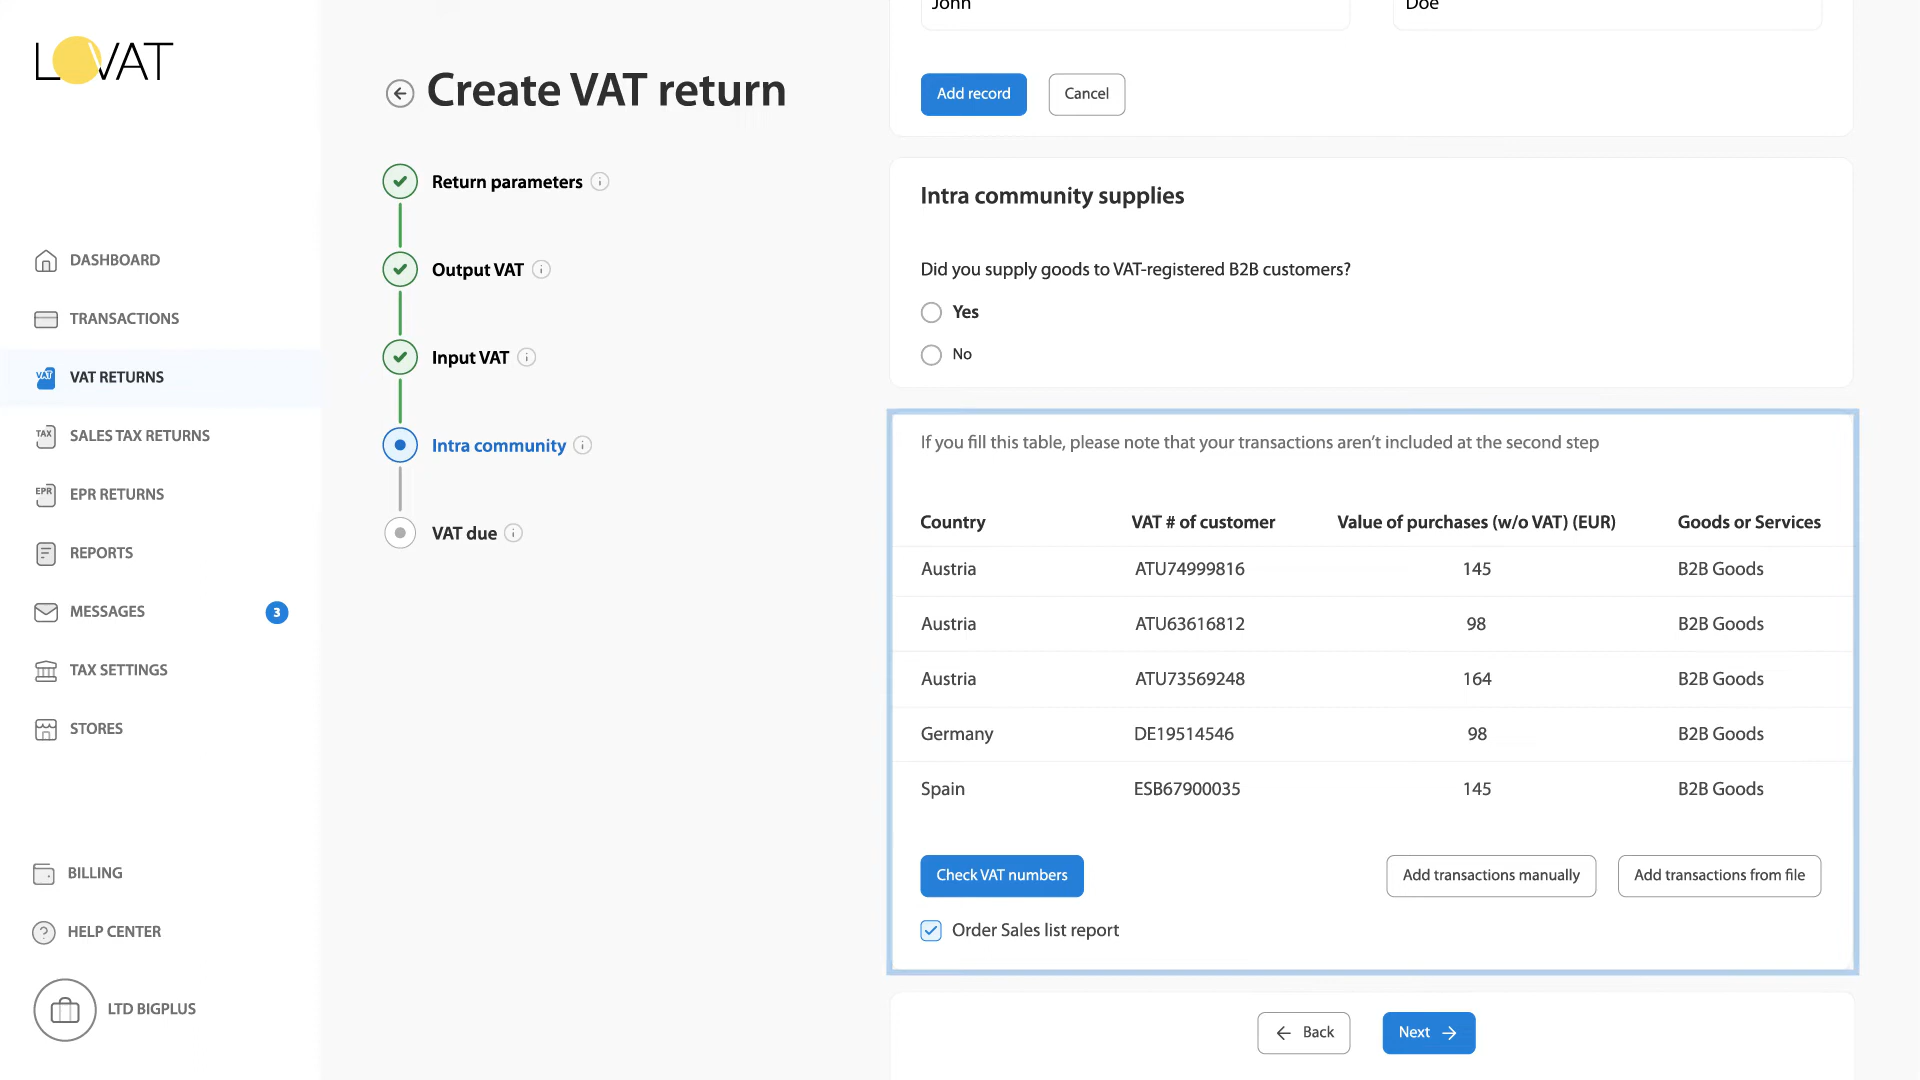 LOVAT
DASHBOARD
TRANSACTIONS
VAT
VAT RETURNS
TAX
SALES TAX RETURNS
EPR
EPR RETURNS
REPORTS
MESSAGES
3
TAX SETTINGS
STORES
BILLING
HELP CENTER
LTD BIGPLUS
Create VAT return
Return parameters
Output VAT
Input VAT
Intra community
VAT due
John
Doe
Add record
Cancel
Intra community supplies
Did you supply goods to VAT-registered B2B customers?
Yes
No
If you fill this table, please note that your transactions aren’t included at the second step
Country VAT # of customer Value of purchases (w/o VAT) (EUR) Goods or Services
Austria ATU74999816 145 B2B Goods
Austria ATU63616812 98 B2B Goods
Austria ATU73569248 164 B2B Goods
Germany DE19514546 98 B2B Goods
Spain ESB67900035 145 B2B Goods
Check VAT numbers
Add transactions manually
Add transactions from file
Order Sales list report
Back
Next